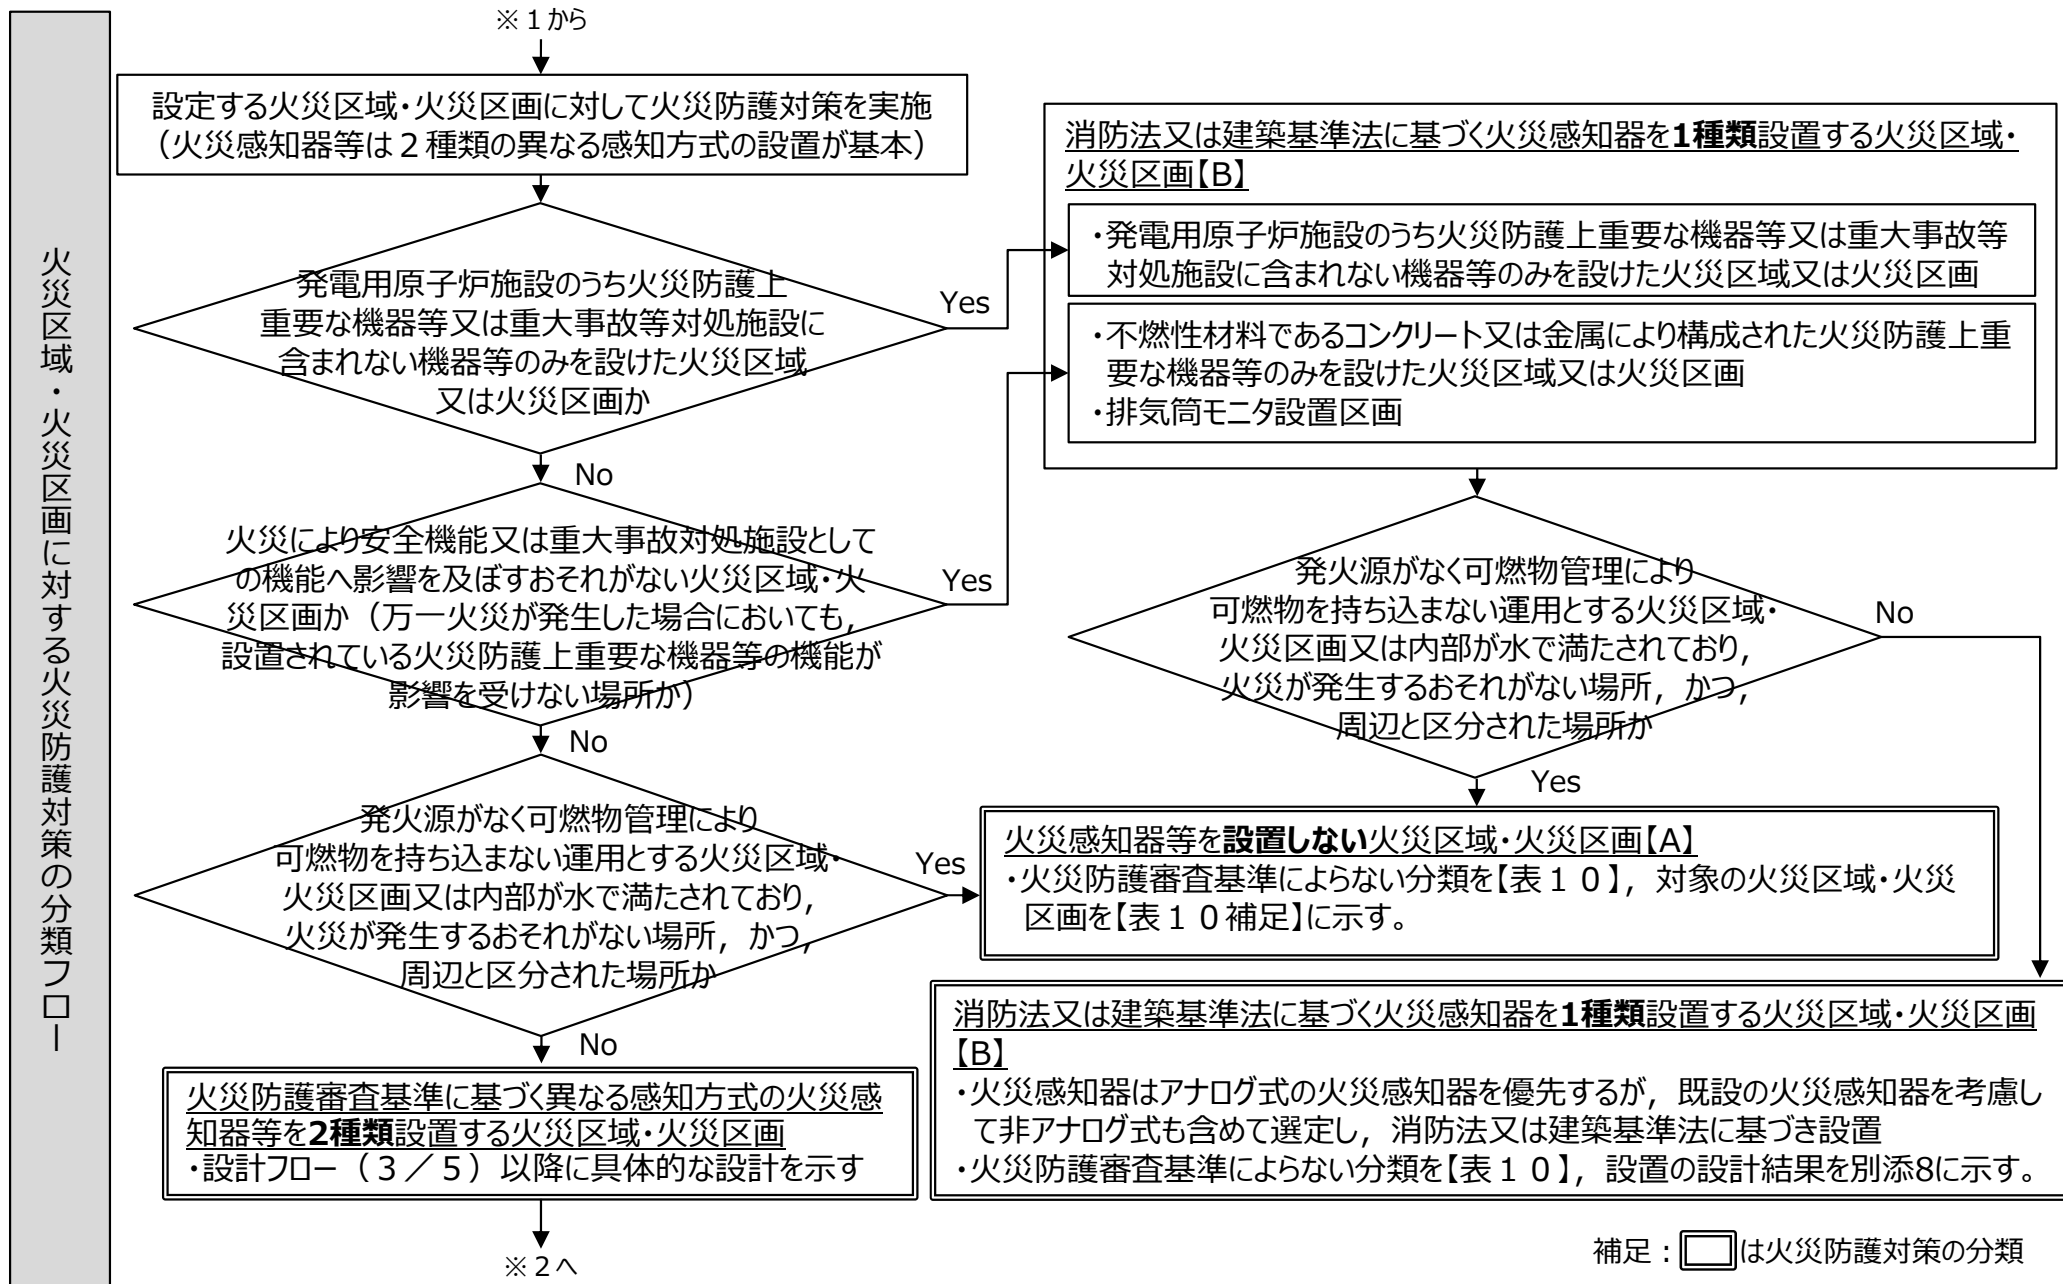 火災区域・火災区画に対する火災防護対策の分類フロー
※1から
設定する火災区域・火災区画に対して火災防護対策を実施
（火災感知器等は２種類の異なる感知方式の設置が基本）
発電用原子炉施設のうち火災防護上
重要な機器等又は重大事故等対処施設に
含まれない機器等のみを設けた火災区域
又は火災区画か
Yes
No
火災により安全機能又は重大事故対処施設として
の機能へ影響を及ぼすおそれがない火災区域・火
災区画か（万一火災が発生した場合においても，
設置されている火災防護上重要な機器等の機能が
影響を受けない場所か）
Yes
No
発火源がなく可燃物管理により
可燃物を持ち込まない運用とする火災区域・
火災区画又は内部が水で満たされており，
火災が発生するおそれがない場所，かつ，
周辺と区分された場所か
Yes
No
火災防護審査基準に基づく異なる感知方式の火災感
知器等を2種類設置する火災区域・火災区画
・設計フロー（３／５）以降に具体的な設計を示す
※２へ
消防法又は建築基準法に基づく火災感知器を1種類設置する火災区域・
火災区画【B】
・発電用原子炉施設のうち火災防護上重要な機器等又は重大事故等
対処施設に含まれない機器等のみを設けた火災区域又は火災区画
・不燃性材料であるコンクリート又は金属により構成された火災防護上重
要な機器等のみを設けた火災区域又は火災区画
・排気筒モニタ設置区画
発火源がなく可燃物管理により
可燃物を持ち込まない運用とする火災区域・
火災区画又は内部が水で満たされており，
火災が発生するおそれがない場所，かつ，
周辺と区分された場所か
No
Yes
火災感知器等を設置しない火災区域・火災区画【A】
・火災防護審査基準によらない分類を【表１０】，対象の火災区域・火災
区画を【表１０補足】に示す。
消防法又は建築基準法に基づく火災感知器を1種類設置する火災区域・火災区画
【B】
・火災感知器はアナログ式の火災感知器を優先するが，既設の火災感知器を考慮し
て非アナログ式も含めて選定し，消防法又は建築基準法に基づき設置
・火災防護審査基準によらない分類を【表１０】，設置の設計結果を別添8に示す。
補足：は火災防護対策の分類